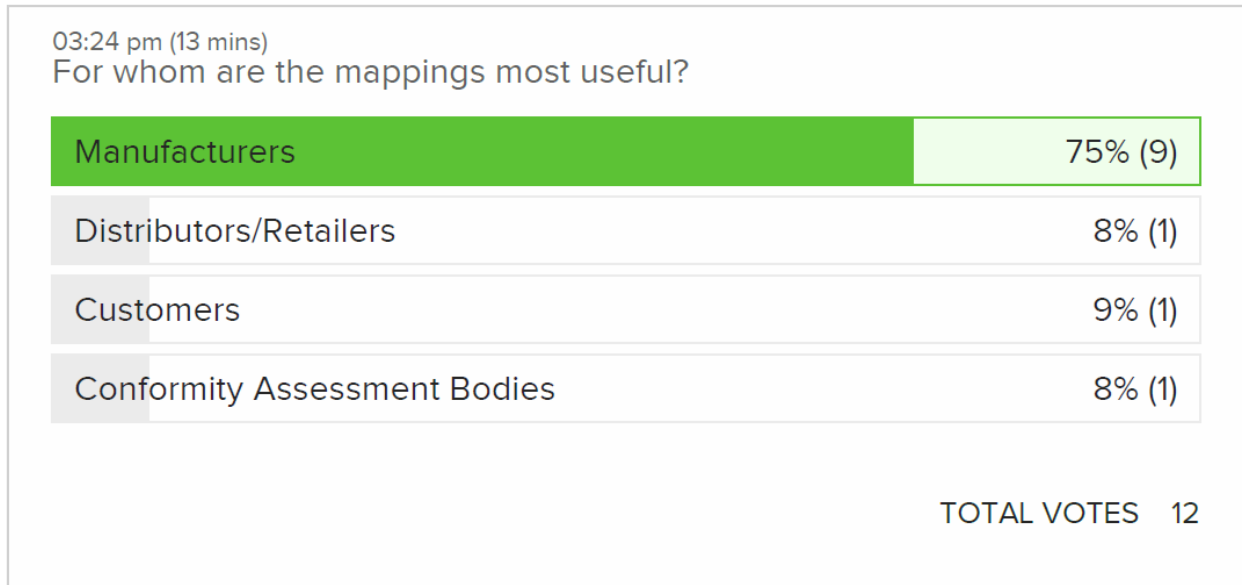 03:24 pm (13 mins)
For whom are the mappings most useful?
Manufacturers 75% (9)
Distributors/Retailers 8% (1)
Customers 9% (1)
Conformity Assessment Bodies 8% (1)
TOTAL VOTES 12